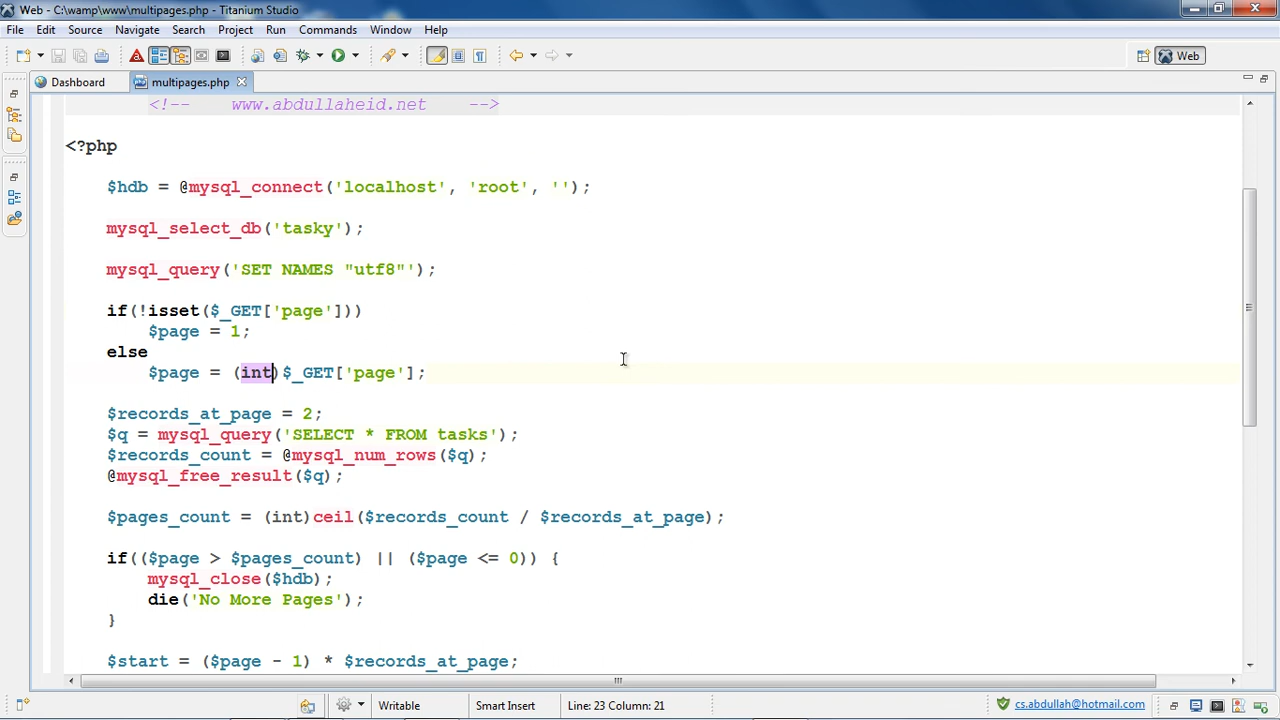 Web - C:\wamp\www\multipages.php - Titanium Studio
File Edit Source Navigate Search Project Run Commands Window Help
Web
Dashboard multipages.php
<!-- www.abdullaheid.net -->
<?php
$hdb = @mysql_connect('localhost', 'root', '');
mysql_select_db('tasky');
mysql_query('SET NAMES "utf8"');
if(!isset($_GET['page']))
$page = 1;
else
$page = (int)$_GET['page'];
$records_at_page = 2;
$q = mysql_query('SELECT * FROM tasks');
$records_count = @mysql_num_rows($q);
@mysql_free_result($q);
$pages_count = (int)ceil($records_count / $records_at_page);
if(($page > $pages_count) || ($page <= 0)) {
mysql_close($hdb);
die('No More Pages');
}
$start = ($page - 1) * $records_at_page;
Writable Smart Insert Line: 23 Column: 21 cs.abdullah@hotmail.com